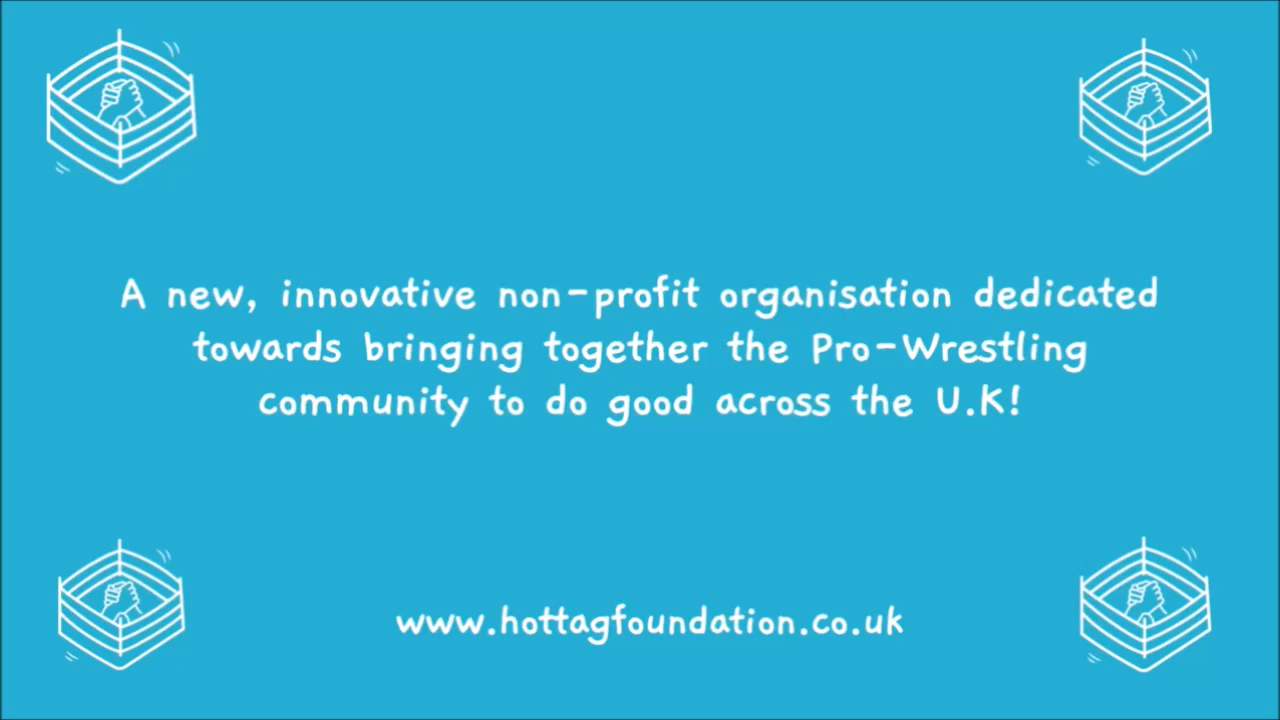 A new, innovative non-profit organisation dedicated
towards bringing together the Pro-Wrestling
community to do good across the U.K!
www.hottagfoundation.co.uk